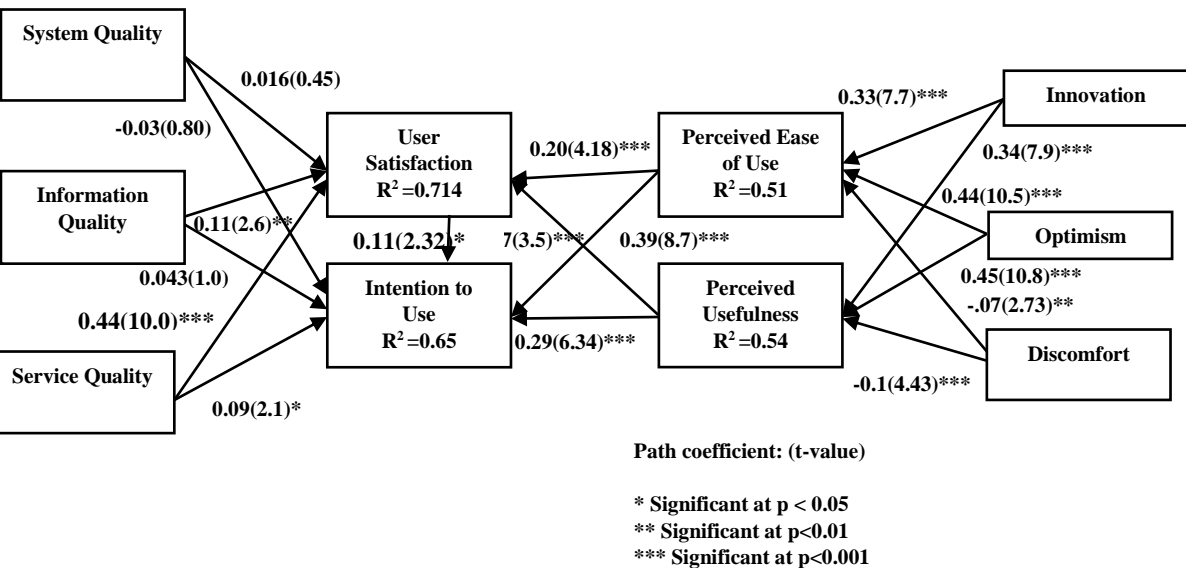 System Quality
0.016(0.45)
-0.03(0.80)
Information
Quality
0.11(2.6)**
0.043(1.0)
0.44(10.0)***
Service Quality
0.09(2.1)*
User
Satisfaction
R² =0.714
0.11(2.32)*
Intention to
Use
R² =0.65
0.20(4.18)***
7(3.5)***
0.39(8.7)***
0.29(6.34)***
Perceived Ease
of Use
R² =0.51
Perceived
Usefulness
R² =0.54
0.33(7.7)***
0.34(7.9)***
0.44(10.5)***
0.45(10.8)***
-.07(2.73)**
-0.1(4.43)***
Innovation
Optimism
Discomfort
Path coefficient: (t-value)
* Significant at p < 0.05
** Significant at p<0.01
*** Significant at p<0.001